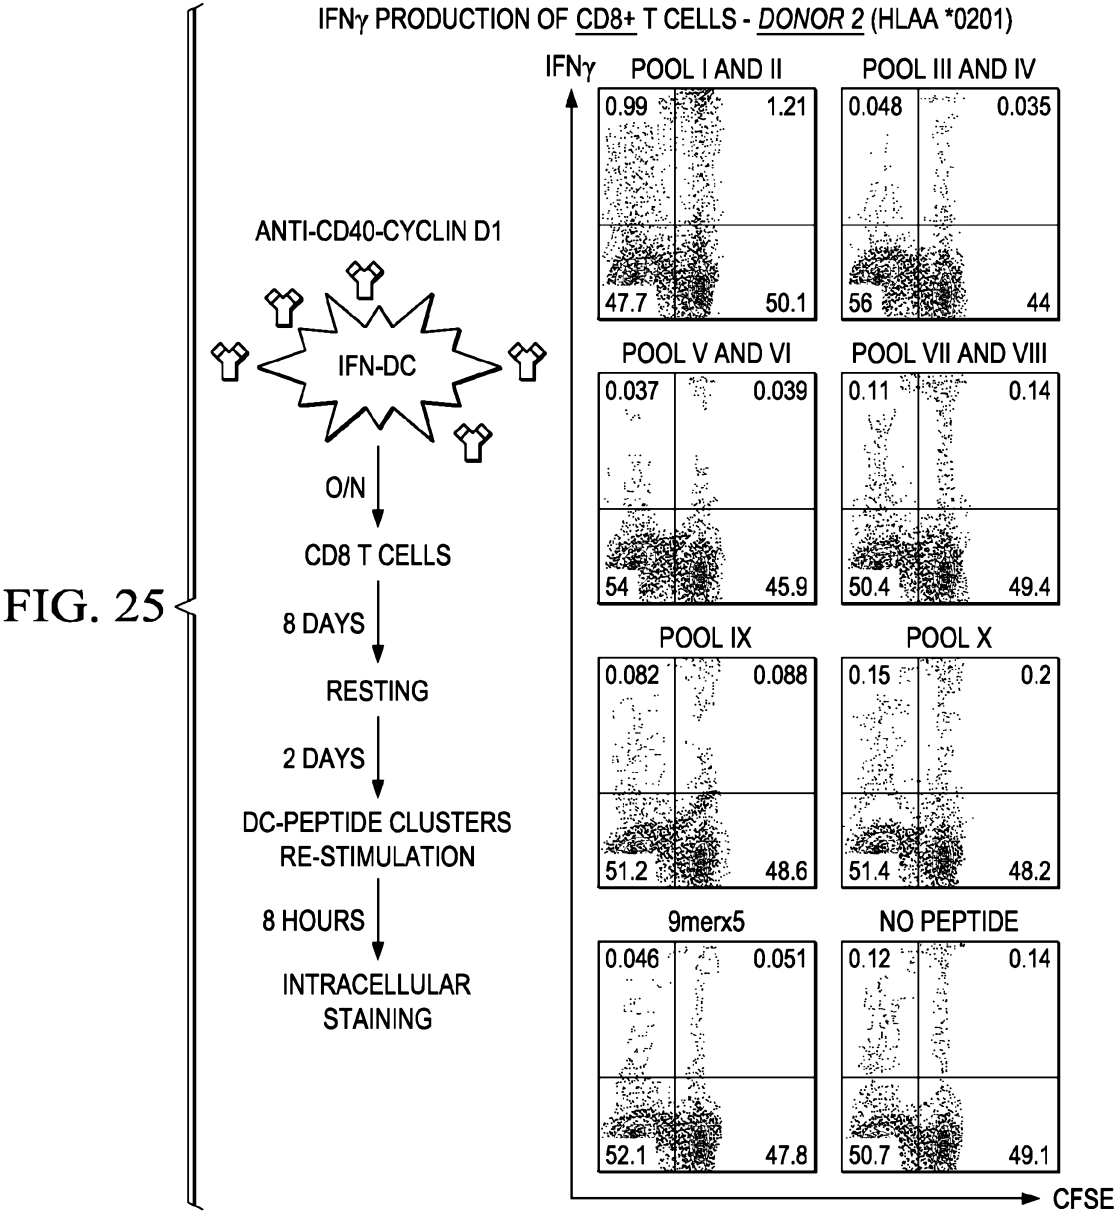 IFNγ PRODUCTION OF CD8+ T CELLS - DONOR 2 (HLAA *0201)
FIG. 25
ANTI-CD40-CYCLIN D1
IFN-DC
O/N
CD8 T CELLS
8 DAYS
RESTING
2 DAYS
DC-PEPTIDE CLUSTERS
RE-STIMULATION
8 HOURS
INTRACELLULAR
STAINING
IFNγ
POOL I AND II
0.99 1.21
47.7 50.1
POOL III AND IV
0.048 0.035
56 44
POOL V AND VI
0.037 0.039
54 45.9
POOL VII AND VIII
0.11 0.14
50.4 49.4
POOL IX
0.082 0.088
51.2 48.6
POOL X
0.15 0.2
51.4 48.2
9merx5
0.046 0.051
52.1 47.8
NO PEPTIDE
0.12 0.14
50.7 49.1
CFSE